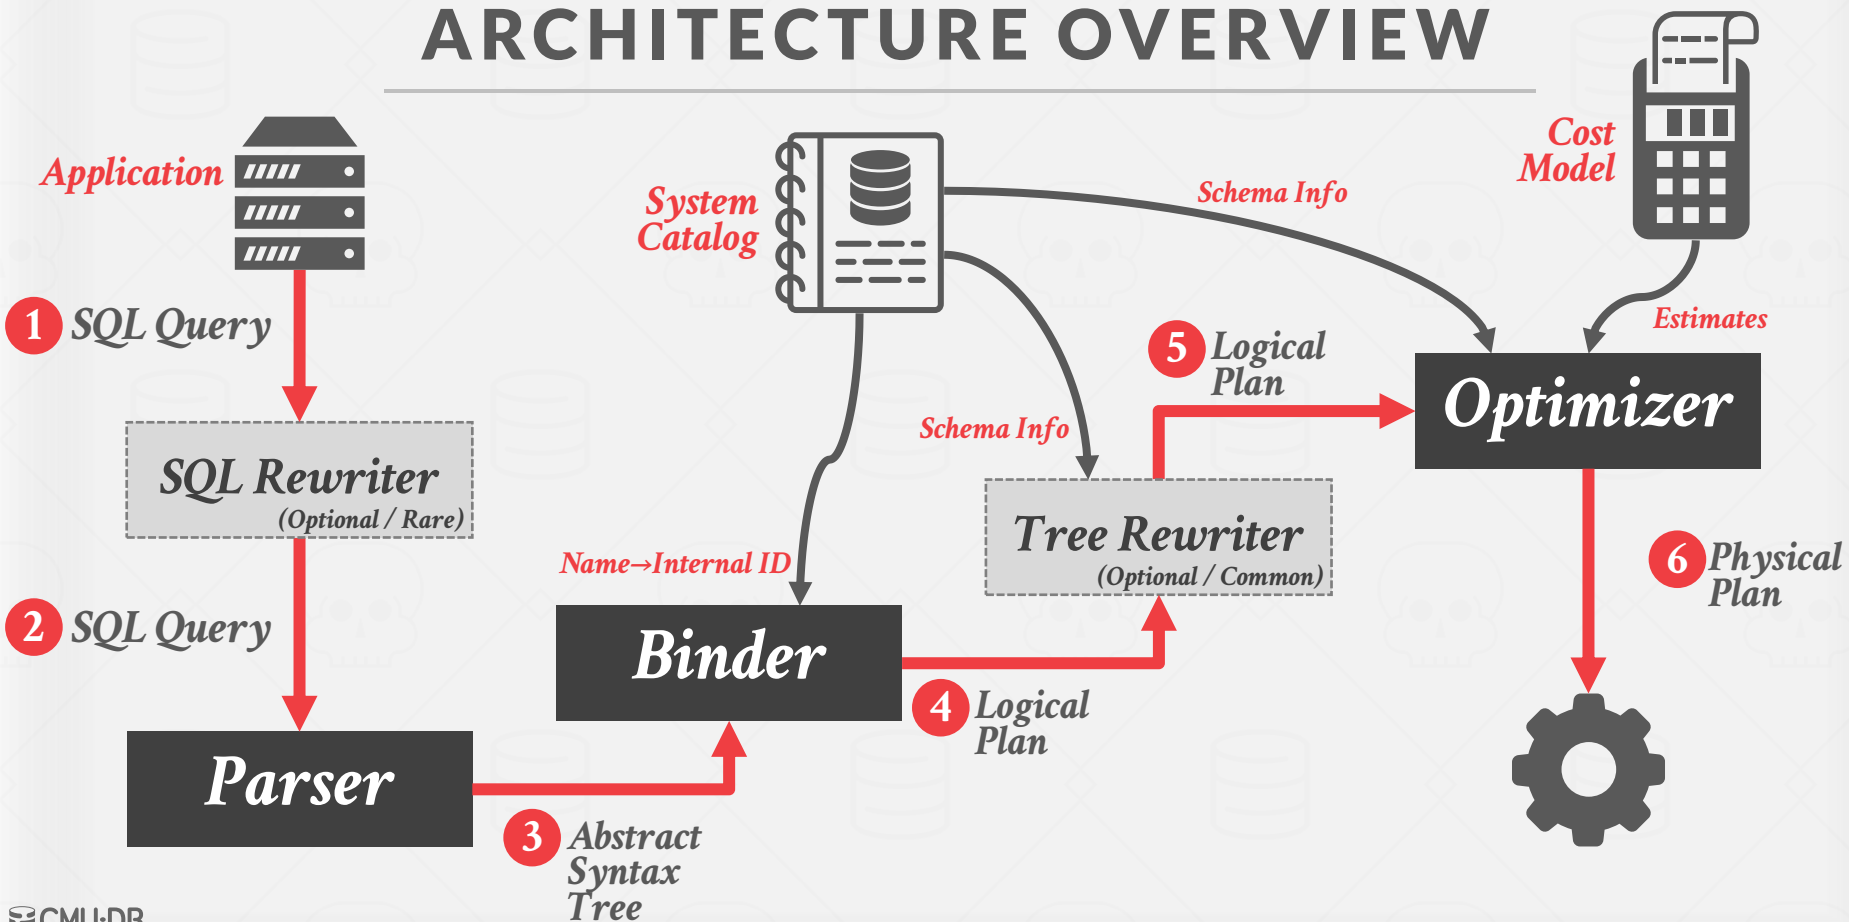 ARCHITECTURE OVERVIEW
Application
1 SQL Query
SQL Rewriter
(Optional / Rare)
2 SQL Query
Parser
3 Abstract
Syntax
Tree
System
Catalog
Name→Internal ID
Binder
4 Logical
Plan
Schema Info
Tree Rewriter
(Optional / Common)
5 Logical
Plan
Schema Info
Cost
Model
Estimates
Optimizer
6 Physical
Plan
CMU·DB